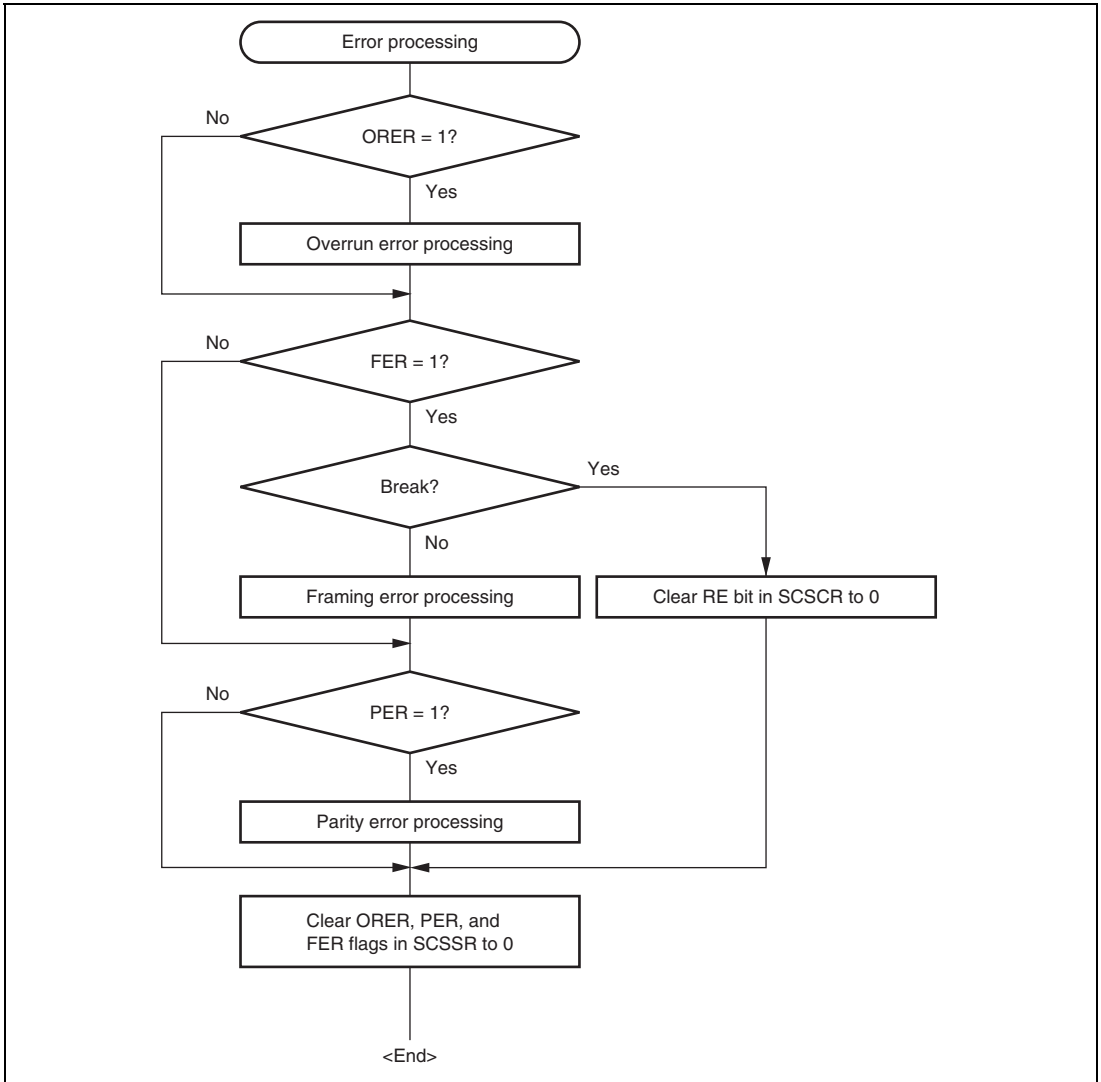 Error processing
No
ORER = 1?
Yes
Overrun error processing
No
FER = 1?
Yes
Break?
Yes
No
Framing error processing
Clear RE bit in SCSCR to 0
No
PER = 1?
Yes
Parity error processing
Clear ORER, PER, and
FER flags in SCSSR to 0
<End>